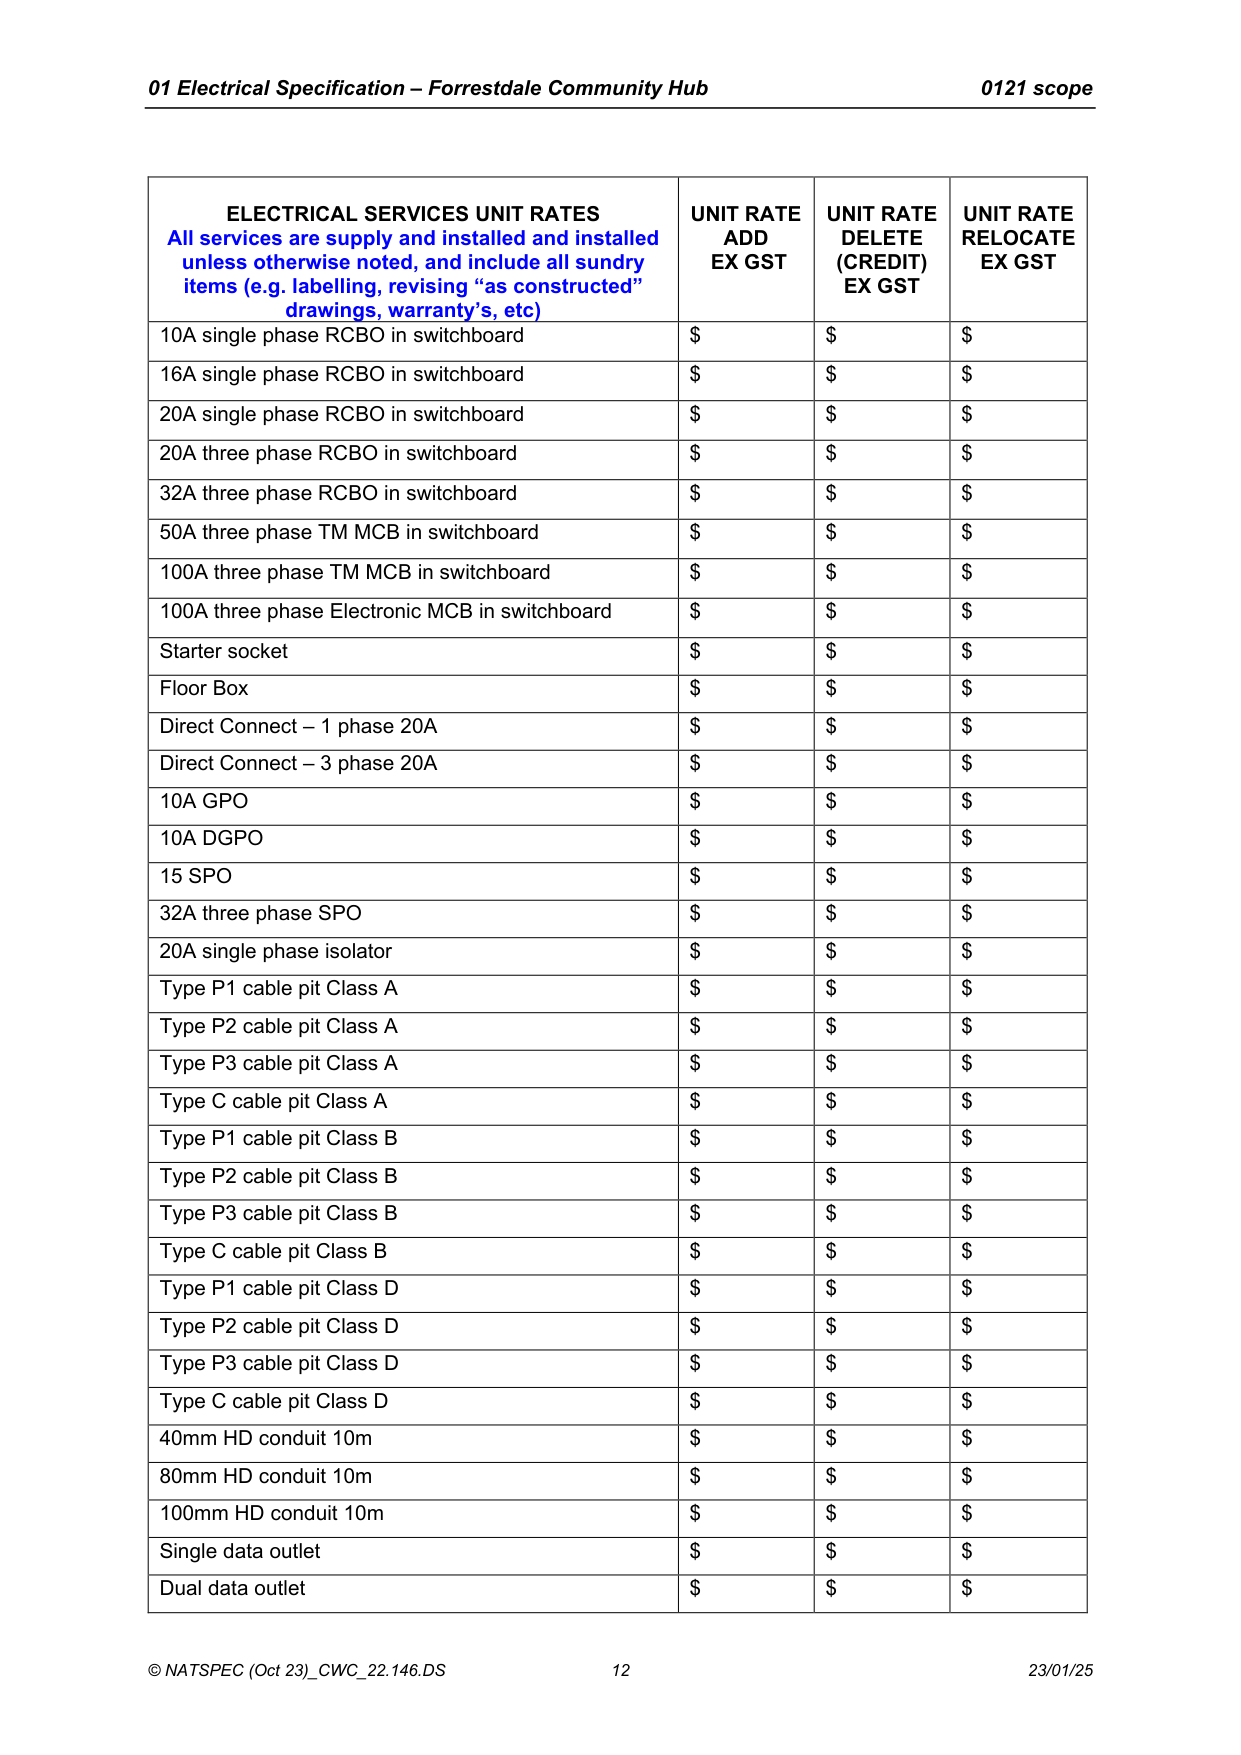 01 Electrical Specification – Forrestdale Community Hub 0121 scope
ELECTRICAL SERVICES UNIT RATES
All services are supply and installed and installed
unless otherwise noted, and include all sundry
items (e.g. labelling, revising “as constructed”
drawings, warranty’s, etc)
UNIT RATE
ADD
EX GST
UNIT RATE
DELETE
(CREDIT)
EX GST
UNIT RATE
RELOCATE
EX GST
10A single phase RCBO in switchboard $ $ $
16A single phase RCBO in switchboard $ $ $
20A single phase RCBO in switchboard $ $ $
20A three phase RCBO in switchboard $ $ $
32A three phase RCBO in switchboard $ $ $
50A three phase TM MCB in switchboard $ $ $
100A three phase TM MCB in switchboard $ $ $
100A three phase Electronic MCB in switchboard $ $ $
Starter socket $ $ $
Floor Box $ $ $
Direct Connect – 1 phase 20A $ $ $
Direct Connect – 3 phase 20A $ $ $
10A GPO $ $ $
10A DGPO $ $ $
15 SPO $ $ $
32A three phase SPO $ $ $
20A single phase isolator $ $ $
Type P1 cable pit Class A $ $ $
Type P2 cable pit Class A $ $ $
Type P3 cable pit Class A $ $ $
Type C cable pit Class A $ $ $
Type P1 cable pit Class B $ $ $
Type P2 cable pit Class B $ $ $
Type P3 cable pit Class B $ $ $
Type C cable pit Class B $ $ $
Type P1 cable pit Class D $ $ $
Type P2 cable pit Class D $ $ $
Type P3 cable pit Class D $ $ $
Type C cable pit Class D $ $ $
40mm HD conduit 10m $ $ $
80mm HD conduit 10m $ $ $
100mm HD conduit 10m $ $ $
Single data outlet $ $ $
Dual data outlet $ $ $
© NATSPEC (Oct 23)_CWC_22.146.DS 12 23/01/25